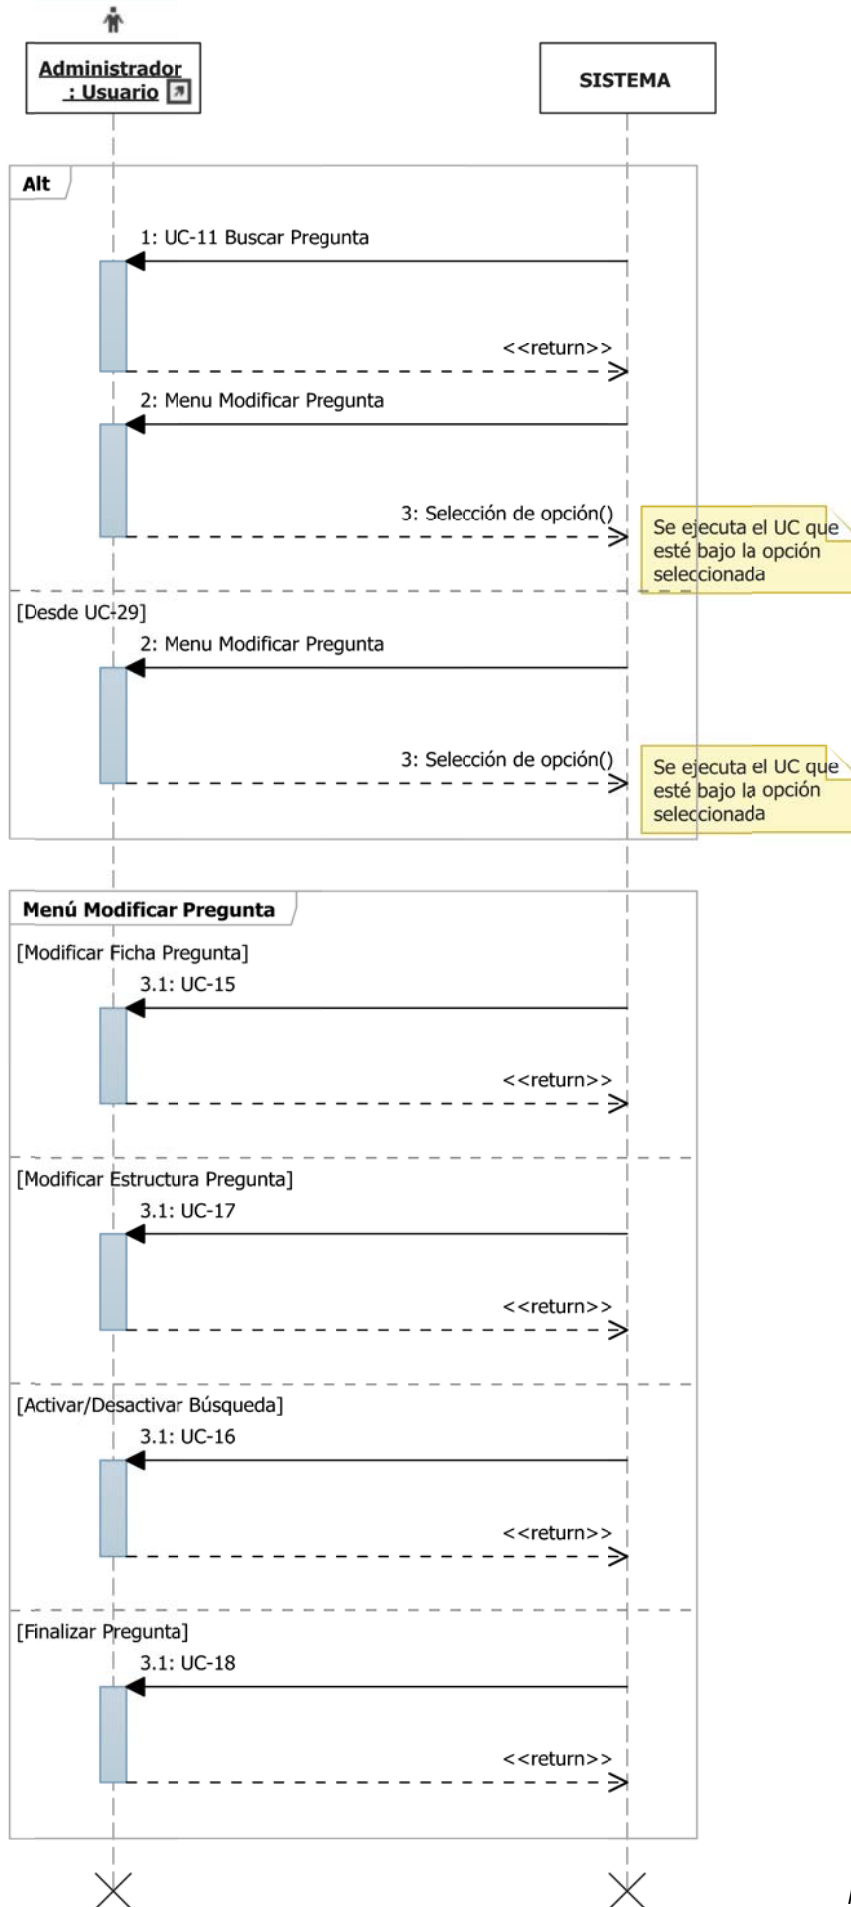 Administrador
: Usuario
SISTEMA
Alt
1: UC-11 Buscar Pregunta
<<return>>
2: Menu Modificar Pregunta
3: Selección de opción()
Se ejecuta el UC que
esté bajo la opción
seleccionada
[Desde UC-29]
2: Menu Modificar Pregunta
3: Selección de opción()
Se ejecuta el UC que
esté bajo la opción
seleccionada
Menú Modificar Pregunta
[Modificar Ficha Pregunta]
3.1: UC-15
<<return>>
[Modificar Estructura Pregunta]
3.1: UC-17
<<return>>
[Activar/Desactivar Búsqueda]
3.1: UC-16
<<return>>
[Finalizar Pregunta]
3.1: UC-18
<<return>>